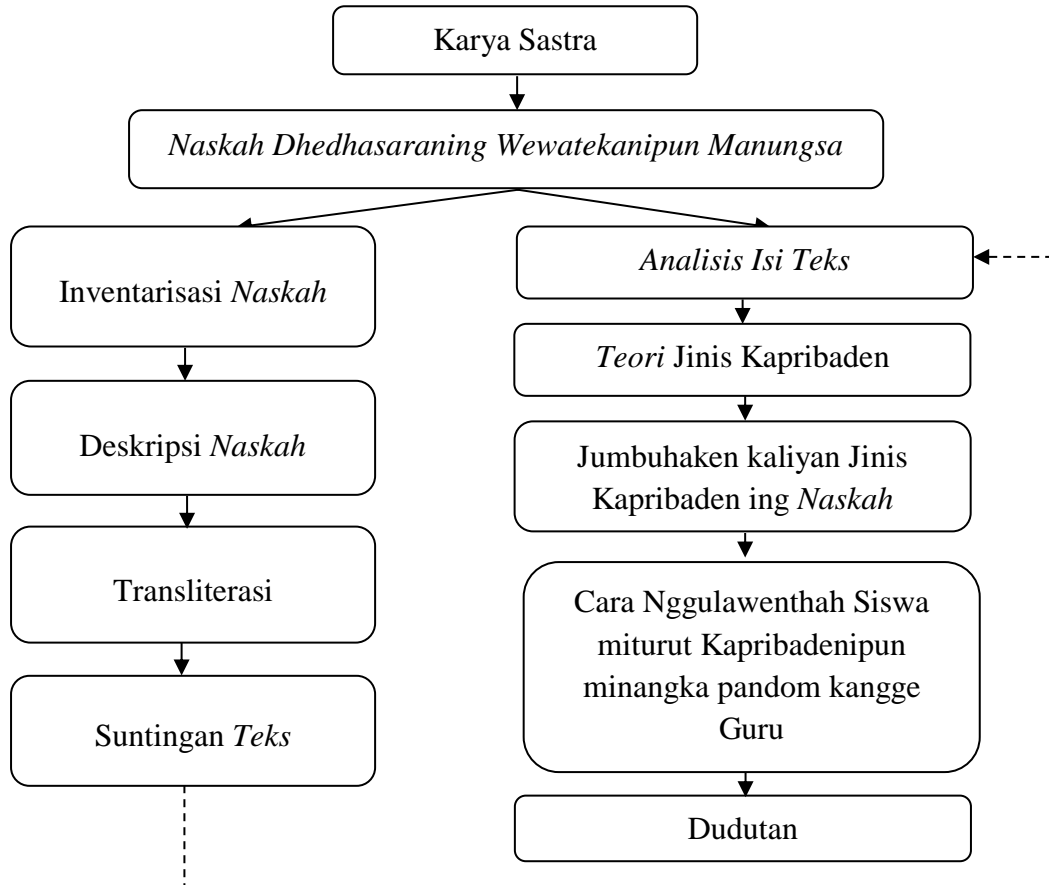 Karya Sastra
Naskah Dhedhasaraning Wewatekanipun Manungsa
Inventarisasi Naskah
Deskripsi Naskah
Transliterasi
Suntingan Teks
Analisis Isi Teks
Teori Jinis Kapribaden
Jumbuhaken kaliyan Jinis
Kapribaden ing Naskah
Cara Nggulawenthah Siswa
miturut Kapribadenipun
minangka pandom kangge
Guru
Dudutan